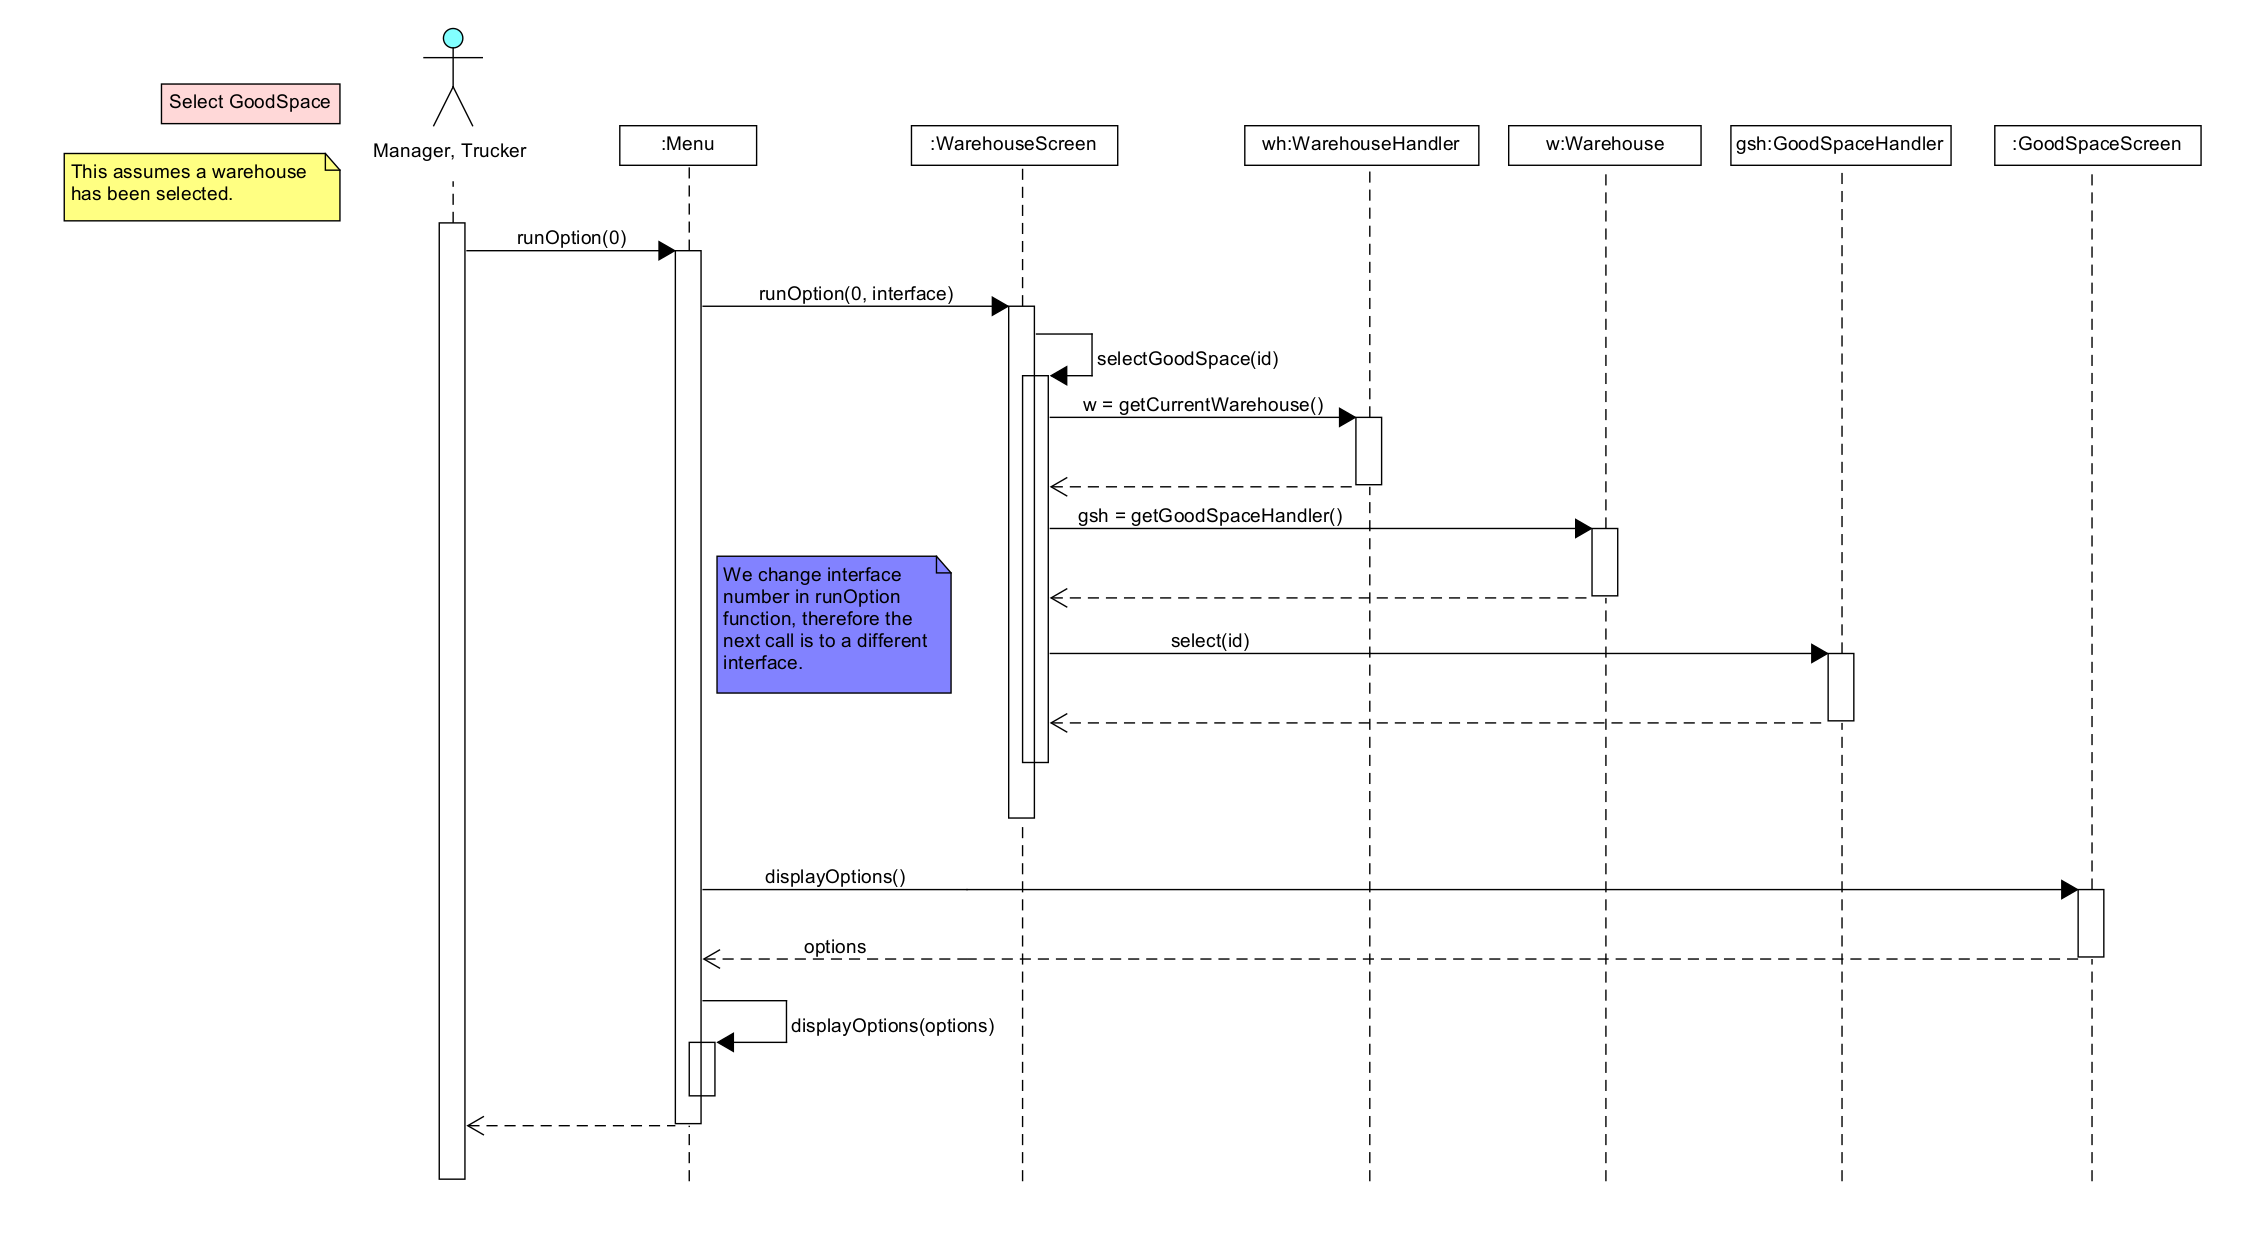 Select GoodSpace
This assumes a warehouse
has been selected.
Manager, Trucker
:Menu
:WarehouseScreen
wh:WarehouseHandler
w:Warehouse
gsh:GoodSpaceHandler
:GoodSpaceScreen
runOption(0)
runOption(0, interface)
selectGoodSpace(id)
w = getCurrentWarehouse()
gsh = getGoodSpaceHandler()
We change interface
number in runOption
function, therefore the
next call is to a different
interface.
select(id)
displayOptions()
options
displayOptions(options)